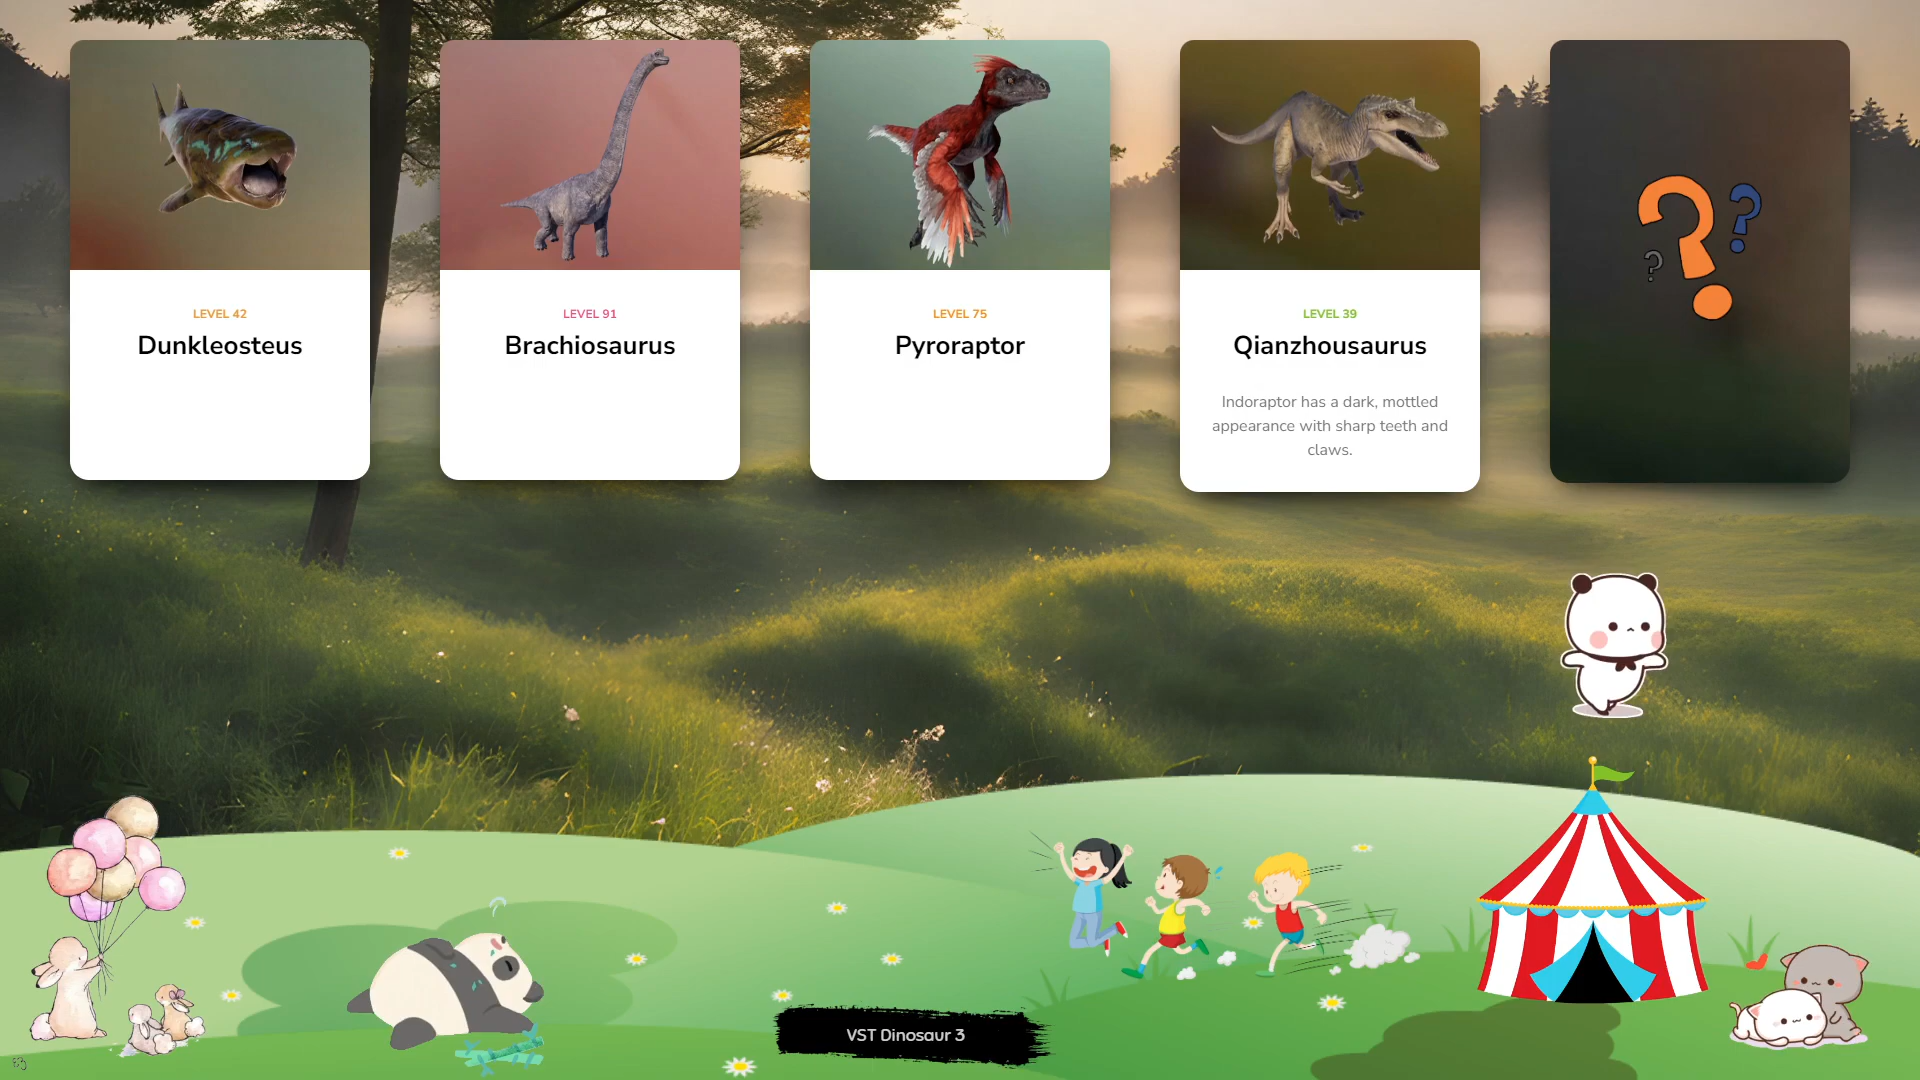 LEVEL 42
Dunkleosteus
LEVEL 91
Brachiosaurus
LEVEL 75
Pyroraptor
LEVEL 39
Qianzhousaurus
Indoraptor has a dark, mottled
appearance with sharp teeth and
claws.
???
VST Dinosaur 3